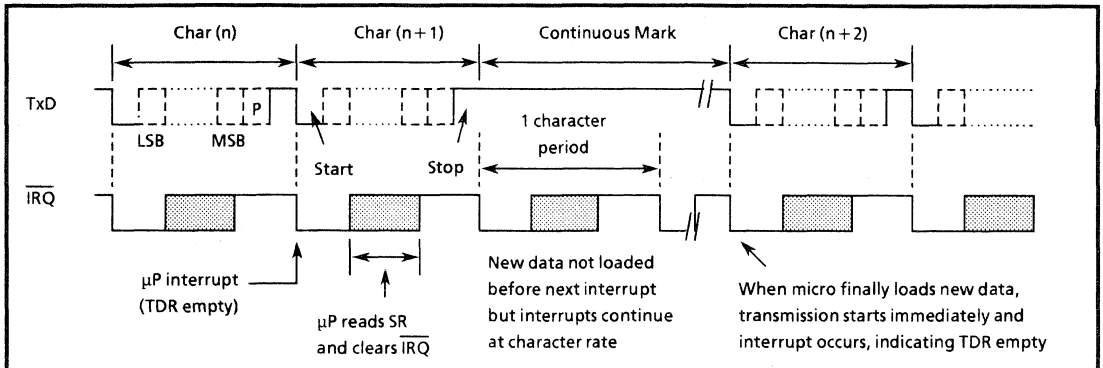 Char (n)
Char (n + 1)
Continuous Mark
Char (n + 2)
TxD
P
LSB
MSB
Start
Stop
1 character
period
IRQ
μP interrupt
(TDR empty)
μP reads SR
and clears IRQ
New data not loaded
before next interrupt
but interrupts continue
at character rate
When micro finally loads new data,
transmission starts immediately and
interrupt occurs, indicating TDR empty